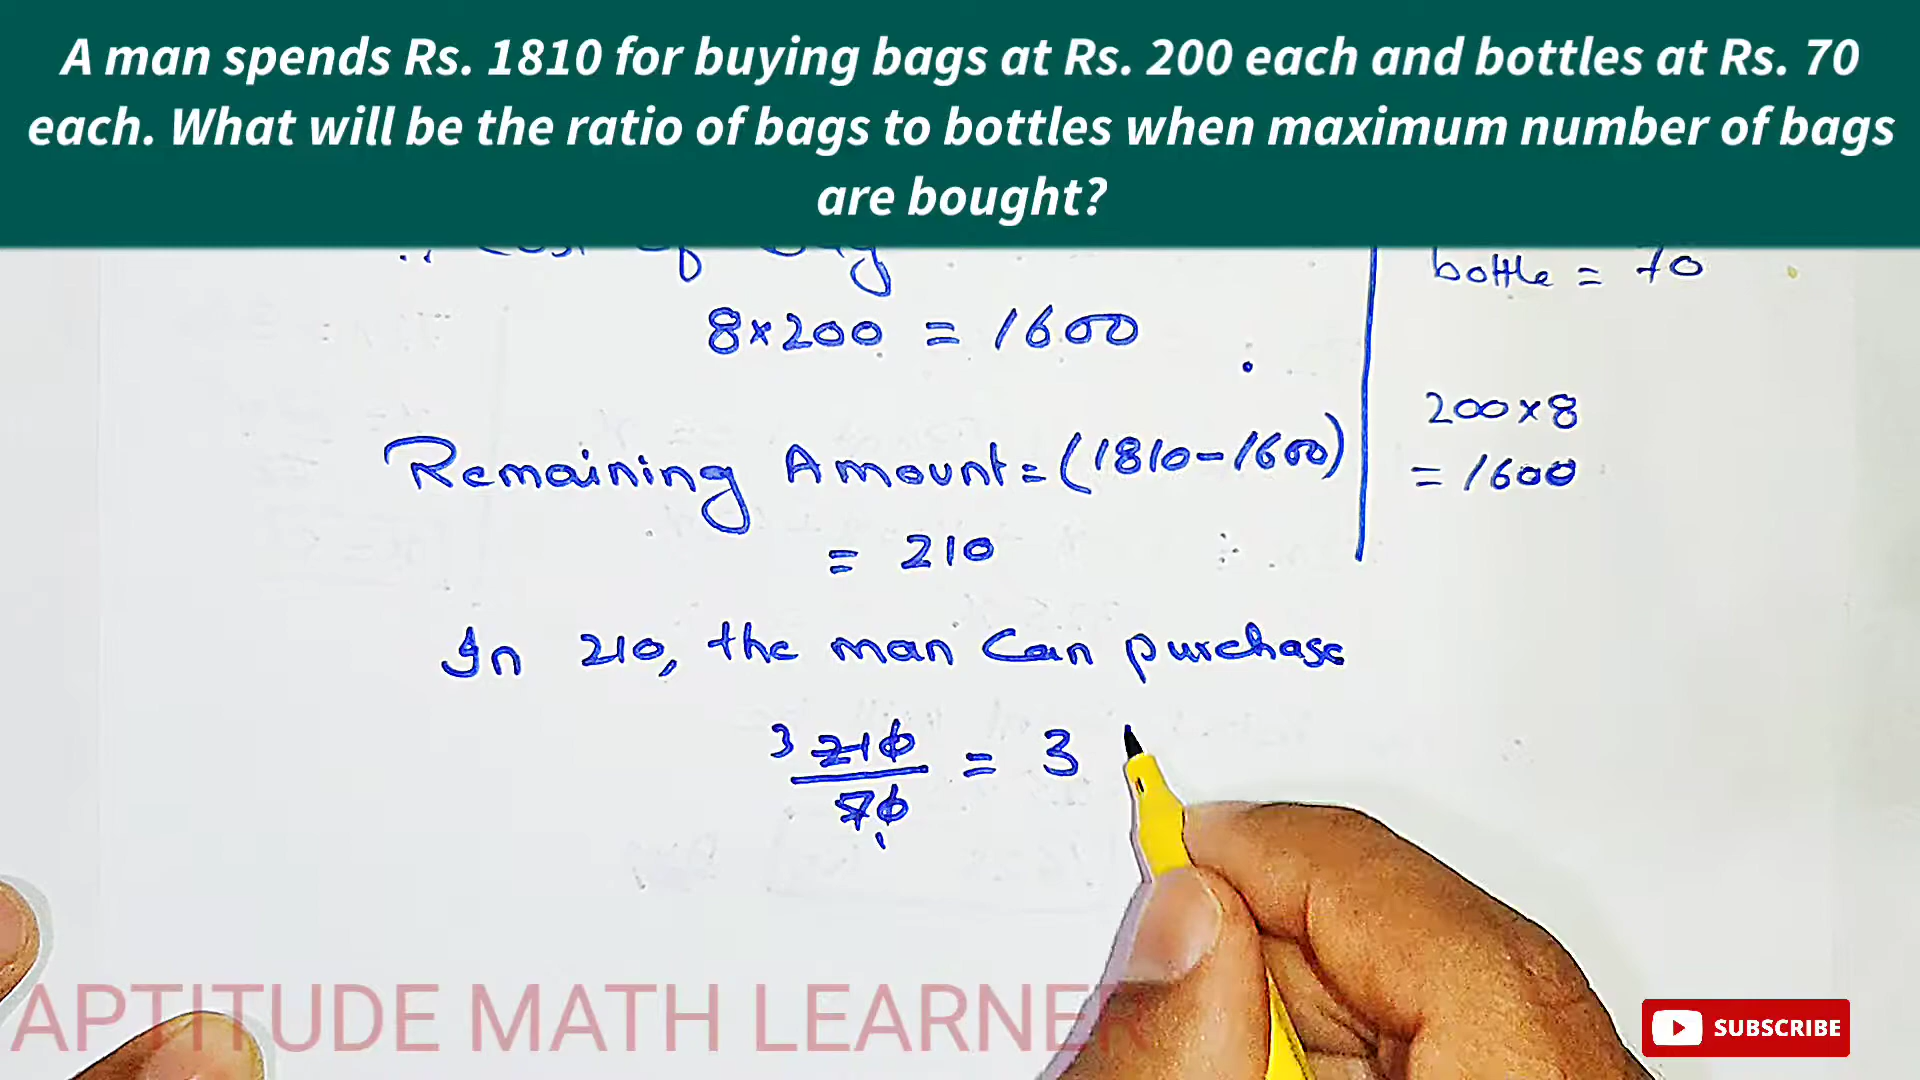 A man spends Rs. 1810 for buying bags at Rs. 200 each and bottles at Rs. 70
each. What will be the ratio of bags to bottles when maximum number of bags
are bought?
bottle = 70
8×200 = 1600
200×8
= 1600
Remaining Amount = (1810-1600)
= 210
In 210, the man Can purchase
3 210
70 = 3
APTITUDE MATH LEARNER
SUBSCRIBE